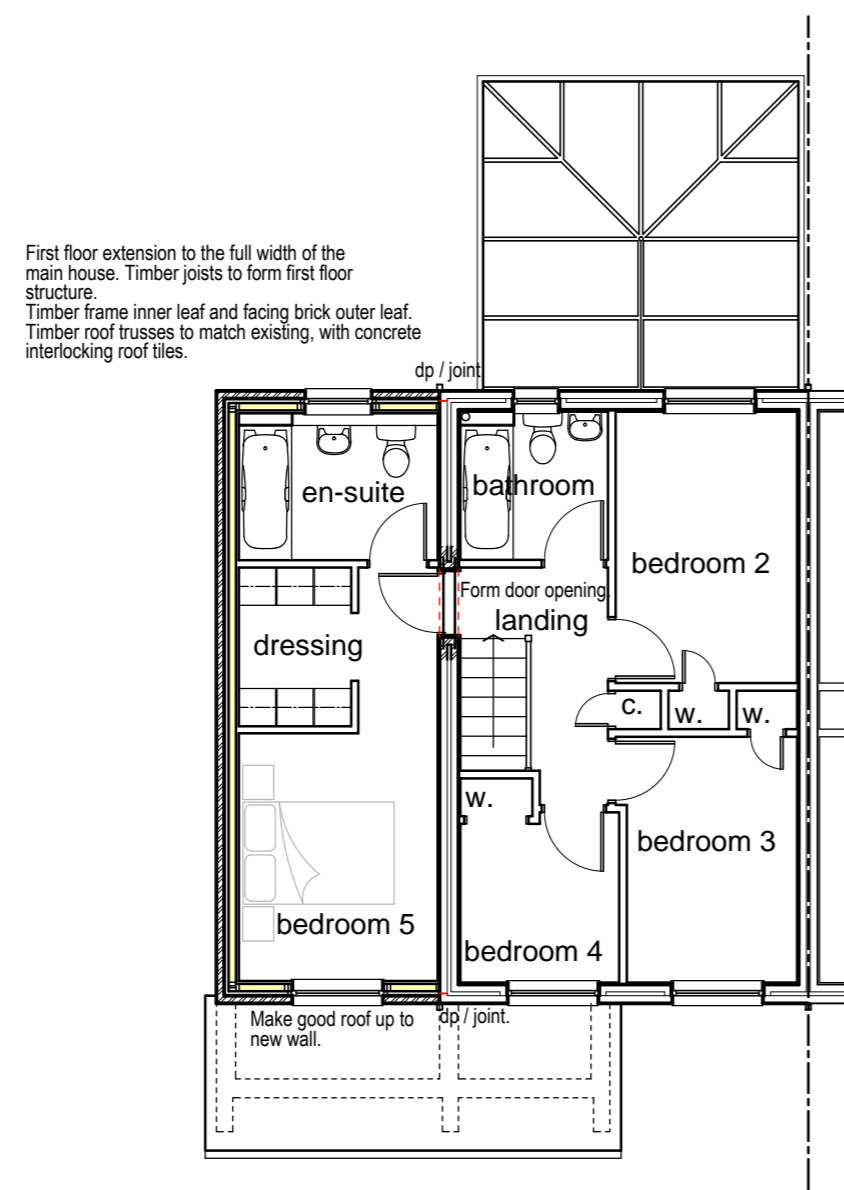 First floor extension to the full width of the
main house. Timber joists to form first floor
structure.
Timber frame inner leaf and facing brick outer leaf.
Timber roof trusses to match existing, with concrete
interlocking roof tiles.
dp / joint
en-suite
bathroom
bedroom 2
Form door opening.
landing
dressing
c.
w.
w.
w.
bedroom 3
bedroom 5
bedroom 4
Make good roof up to
new wall.
dp / joint.